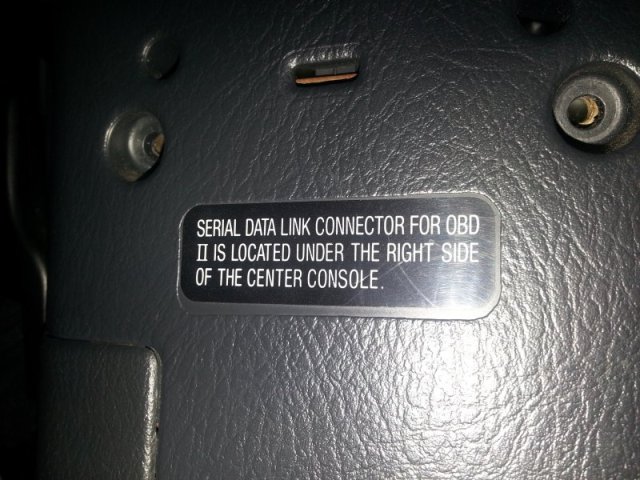 SERIAL DATA LINK CONNECTOR FOR OBD
II IS LOCATED UNDER THE RIGHT SIDE
OF THE CENTER CONSOLE.